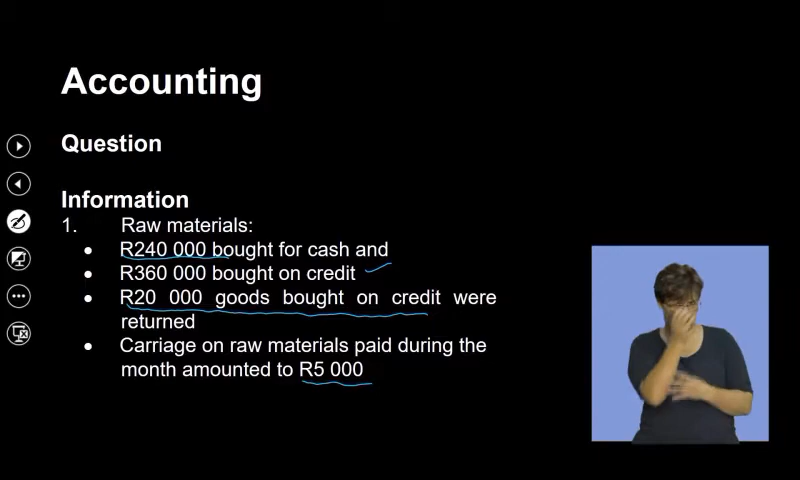 Accounting
Question
Information
1. Raw materials:
• R240 000 bought for cash and
• R360 000 bought on credit
• R20 000 goods bought on credit were
returned
• Carriage on raw materials paid during the
month amounted to R5 000